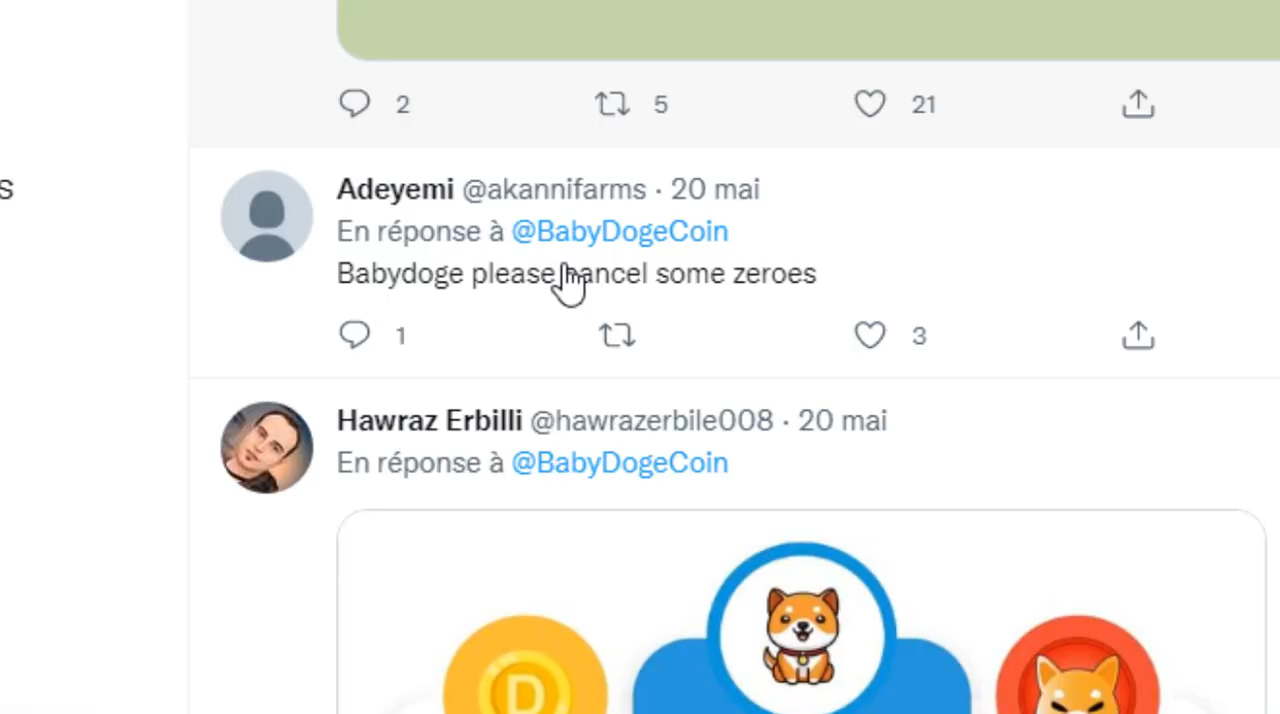 2 5 21
S
Adeyemi @akannifarms · 20 mai
En réponse à @BabyDogeCoin
Babydoge please cancel some zeroes
1 3
Hawraz Erbilli @hawrazerbile008 · 20 mai
En réponse à @BabyDogeCoin
D